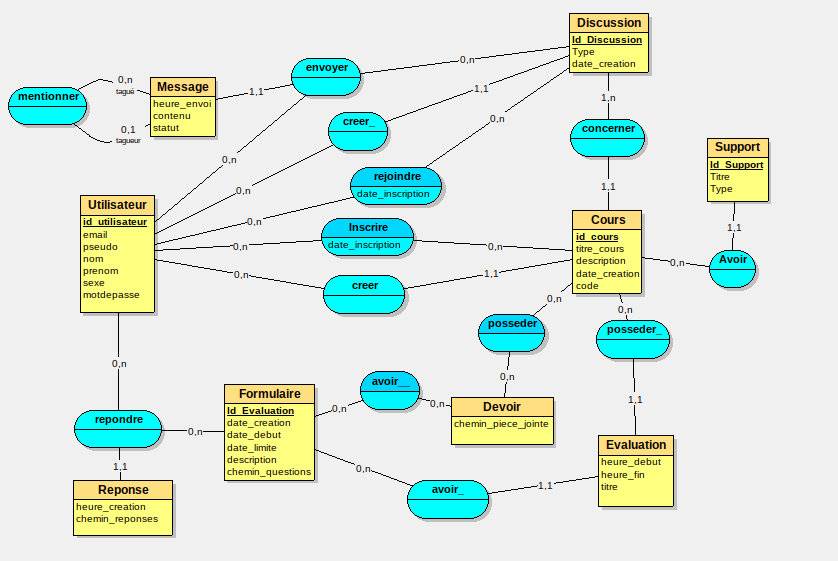 Discussion
Id_Discussion
Type
date_creation
envoyer
0,n
0,n
tagué
mentionner
Message
heure_envoi
contenu
statut
1,1
1,1
creer_
0,n
1,n
0,1
tagueur
concerner
Support
Id_Support
Titre
Type
0,n
rejoindre
date_inscription
0,n
1,1
Utilisateur
id_utilisateur
email
pseudo
nom
prenom
sexe
motdepasse
0,n
Inscrire
date_inscription
0,n
0,n
Cours
id_cours
titre_cours
description
date_creation
code
1,1
0,n
Avoir
0,n
creer
1,1
0,n
0,n
posseder
posseder_
0,n
0,n
avoir__
0,n
0,n
1,1
Formulaire
Id_Evaluation
date_creation
date_debut
date_limite
description
chemin_questions
Devoir
chemin_piece_jointe
repondre
0,n
Evaluation
heure_debut
heure_fin
titre
1,1
0,n
avoir_
1,1
Reponse
heure_creation
chemin_reponses